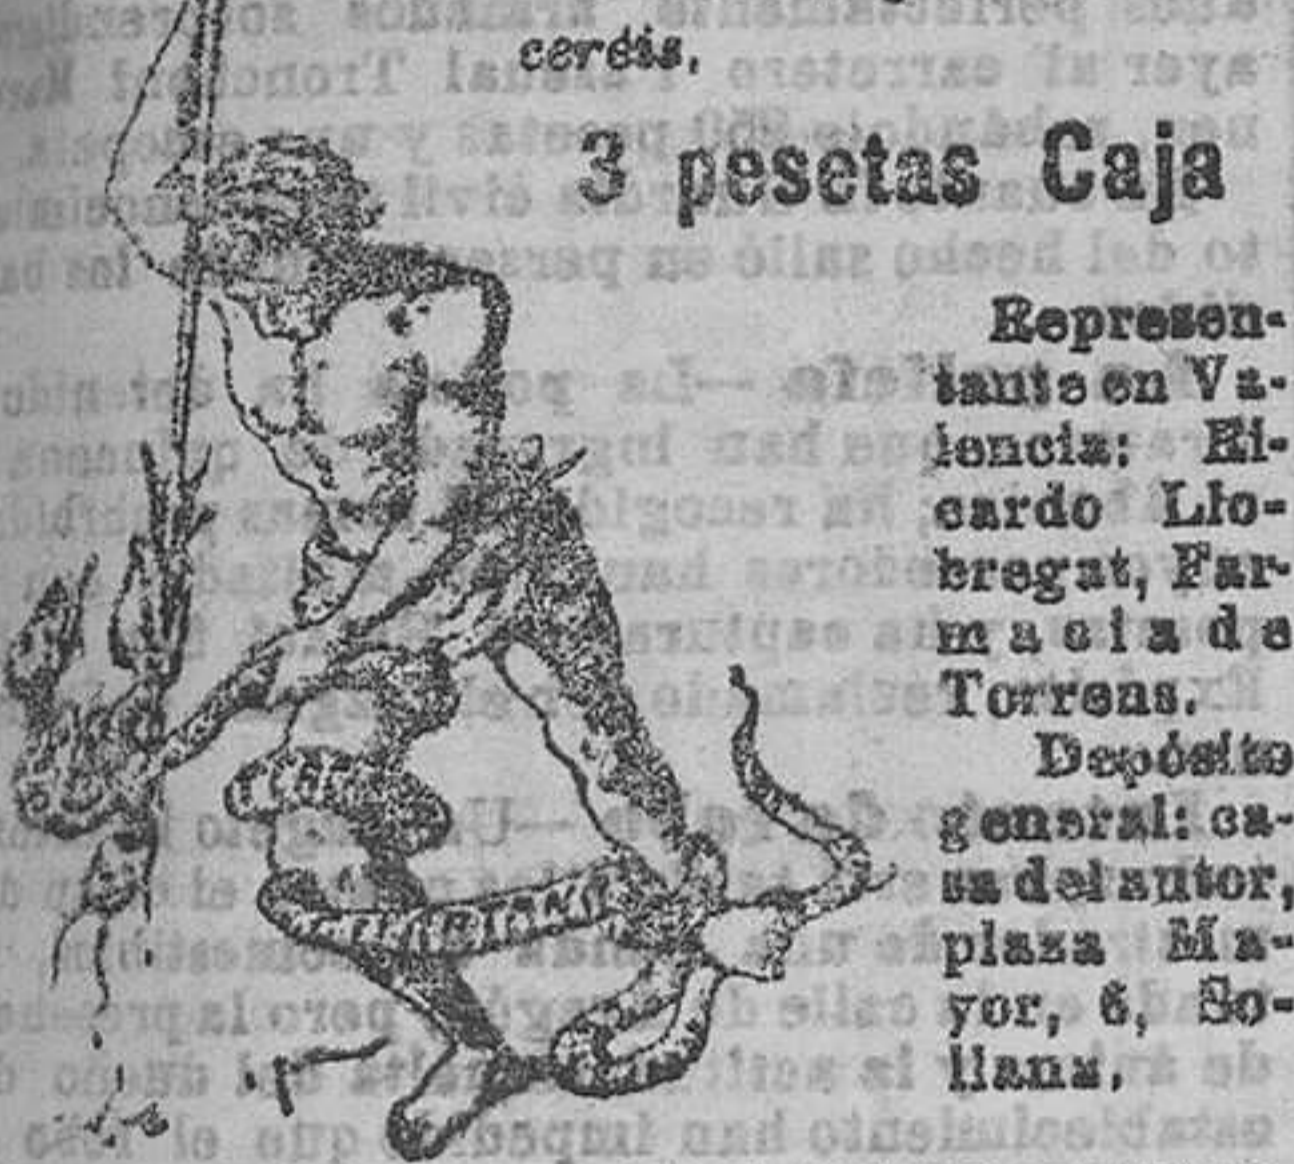 ceréis.
3 pesetas Caja
Represen-
tante en Va-
lencia: Ri-
cardo Llo-
bregat, Far-
macia de
Torrens.
Depósito
general: ca-
sa del autor,
plaza Ma-
yor, 6, So-
llana.